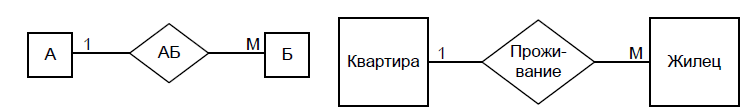 А 1 АБ М Б
Квартира 1 Прожи-
вание М Жилец